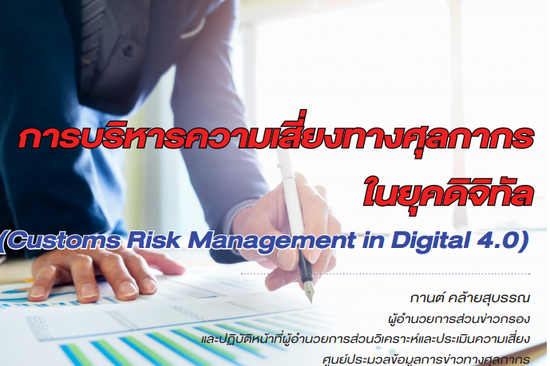 การบริหารความเสี่ยงทางศุลกากร
ในยุคดิจิทัล
(Customs Risk Management in Digital 4.0)
กานต์ คล้ายสุบรรณ
ผู้อำนวยการส่วนข่าวกรอง
และปฏิบัติหน้าที่ผู้อำนวยการส่วนวิเคราะห์และประเมินความเสี่ยง
ศูนย์ประมวลข้อมูลการข่าวทางศุลกากร